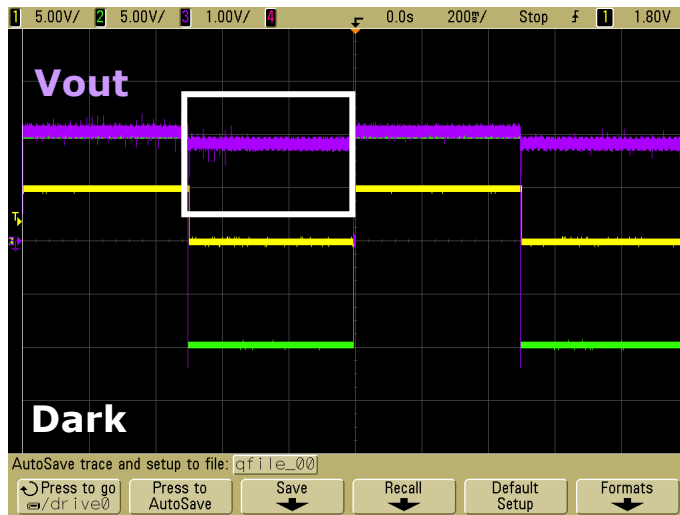 1 5.00V/ 2 5.00V/ 3 1.00V/ 4 0.0s 200m/ Stop 1 1.80V
Vout
T
Dark
AutoSave trace and setup to file: qfile_00
Press to go Press to Save Recall Default Formats
/drive0 AutoSave Setup